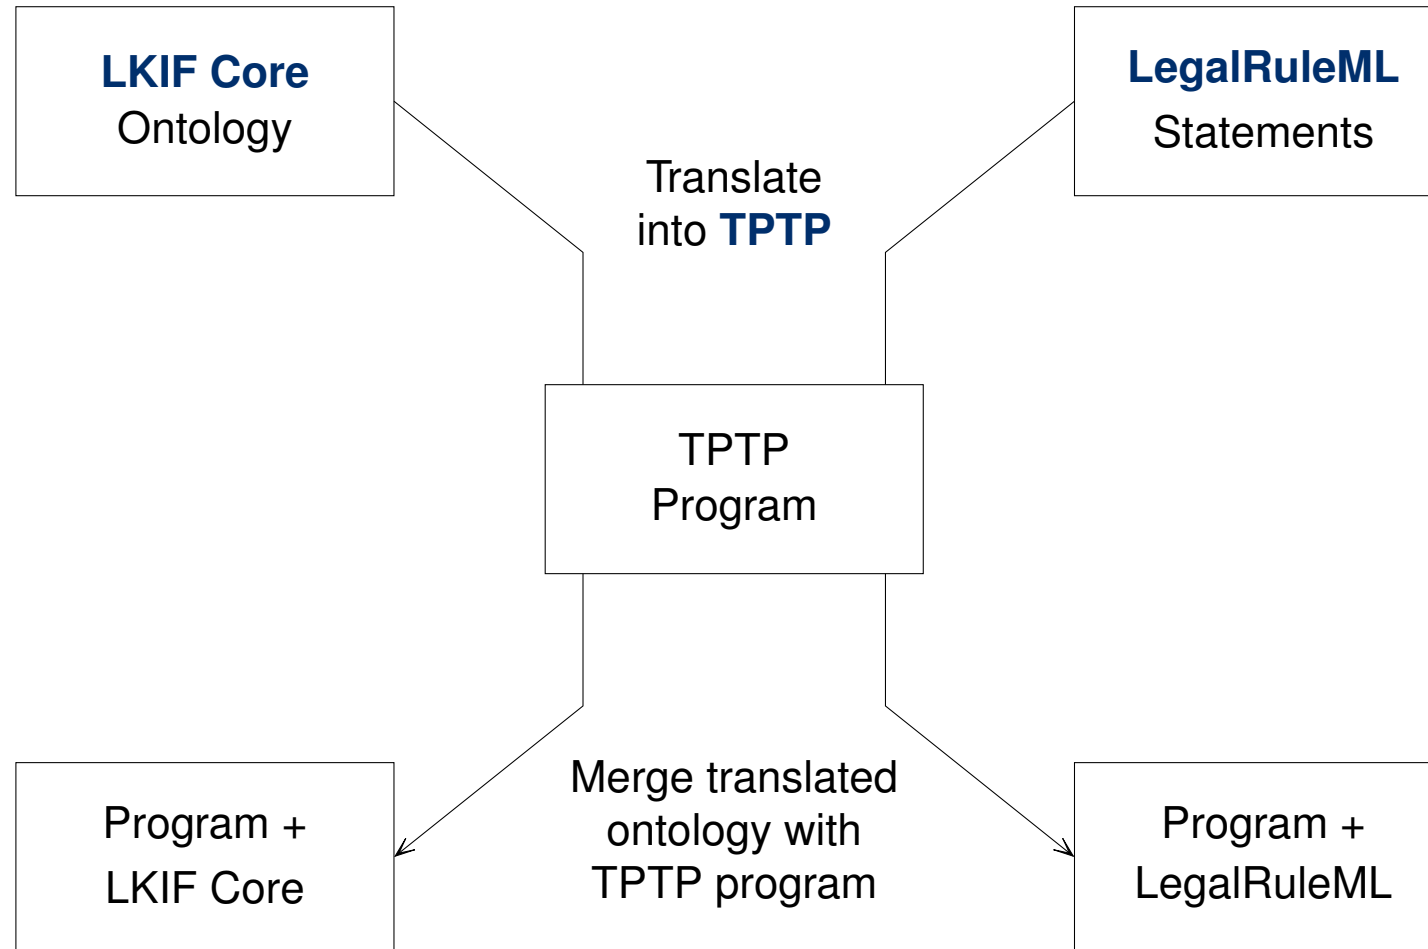 LKIF Core
Ontology
LegalRuleML
Statements
Translate
into TPTP
TPTP
Program
Program +
LKIF Core
Merge translated
ontology with
TPTP program
Program +
LegalRuleML